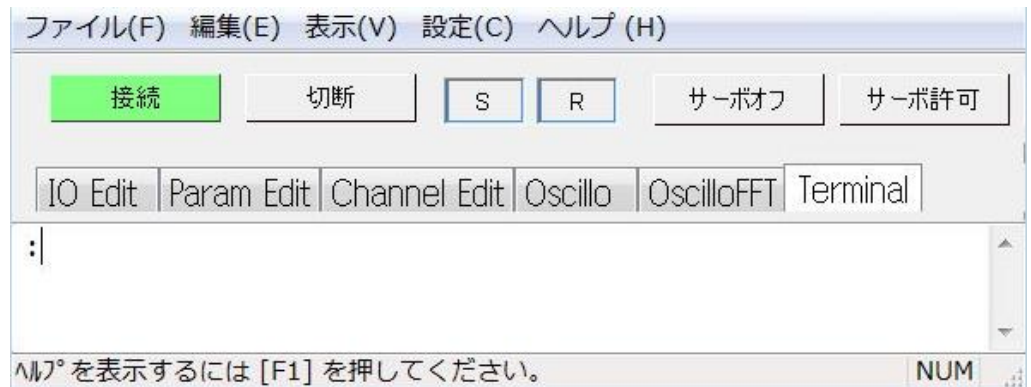 ファイル(F) 編集(E) 表示(V) 設定(C) ヘルプ (H)
接続 切断 S R サーボオフ サーボ許可
IO Edit Param Edit Channel Edit Oscillo OscilloFFT Terminal
:
ﾍﾙﾌﾟを表示するには [F1] を押してください。 NUM